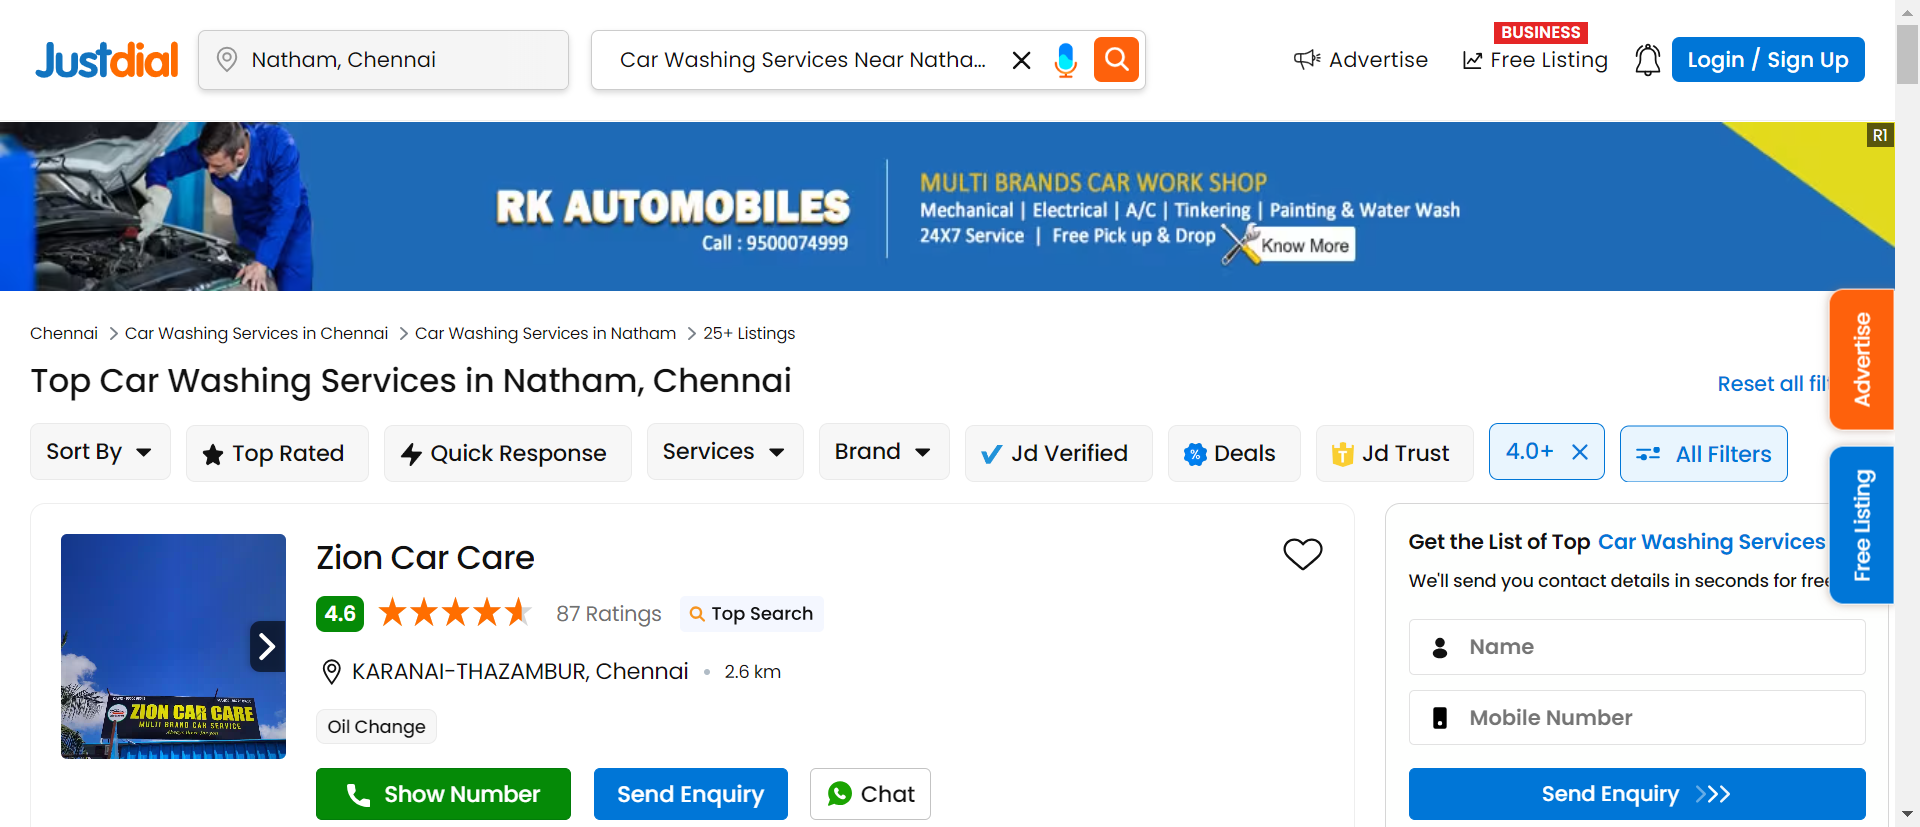 Justdial
Natham, Chennai
Car Washing Services Near Natha...
Advertise
BUSINESS
Free Listing
Login / Sign Up
R1
RK AUTOMOBILES
Call : 9500074999
MULTI BRANDS CAR WORK SHOP
Mechanical | Electrical | A/C | Tinkering | Painting & Water Wash
24X7 Service | Free Pick up & Drop
Know More
Chennai > Car Washing Services in Chennai > Car Washing Services in Natham > 25+ Listings
Top Car Washing Services in Natham, Chennai
Reset all fil
Advertise
Free Listing
Sort By
Top Rated
Quick Response
Services
Brand
Jd Verified
% Deals
T Jd Trust
4.0+
All Filters
Zion Car Care
4.6
87 Ratings
Top Search
KARANAI-THAZAMBUR, Chennai • 2.6 km
Oil Change
Show Number
Send Enquiry
Chat
ZION CAR CARE
MULTI BRAND CAR SERVICE
Get the List of Top Car Washing Services
We'll send you contact details in seconds for free
Name
Mobile Number
Send Enquiry